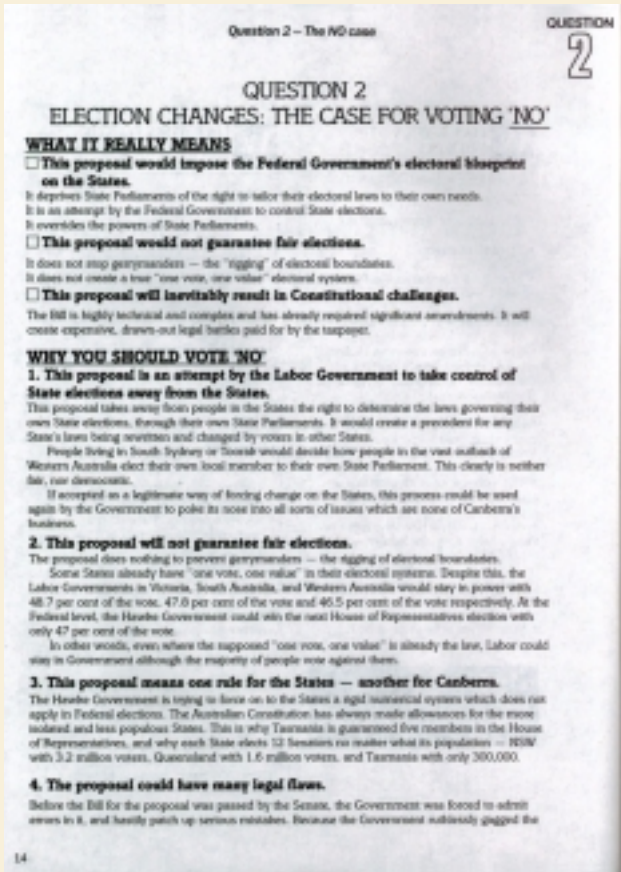 Question 2 – The NO case
QUESTION
2
QUESTION 2
ELECTION CHANGES: THE CASE FOR VOTING 'NO'
WHAT IT REALLY MEANS
This proposal would impose the Federal Government's electoral blueprint
on the States.
It deprives State Parliaments of the right to tailor their electoral laws to their own needs.
It is an attempt by the Federal Government to control State elections.
It overrides the powers of State Parliaments.
This proposal would not guarantee fair elections.
It does not stop gerrymanders — the "rigging" of electoral boundaries.
It does not create a true "one vote, one value" electoral system.
This proposal will inevitably result in Constitutional challenges.
The Bill is highly technical and complex and has already required significant amendments. It will
create expensive, drawn-out legal battles paid for by the taxpayer.
WHY YOU SHOULD VOTE 'NO'
1. This proposal is an attempt by the Labor Government to take control of
State elections away from the States.
This proposal takes away from people in the States the right to determine the laws governing their
own State elections, through their own State Parliaments. It would create a precedent for any
State's laws being rewritten and changed by voters in other States.
People living in South Sydney or Toorak would decide how people in the vast outback of
Western Australia elect their own local member to their own State Parliament. This clearly is neither
fair, nor democratic.
If accepted as a legitimate way of forcing change on the States, this process could be used
again by the Government to poke its nose into all sorts of issues which are none of Canberra's
business.
2. This proposal will not guarantee fair elections.
The proposal does nothing to prevent gerrymanders — the rigging of electoral boundaries.
Some States already have "one vote, one value" in their electoral systems. Despite this, the
Labor Governments in Victoria, South Australia, and Western Australia would stay in power with
48.7 per cent of the vote, 47.8 per cent of the vote and 46.5 per cent of the vote respectively. At the
Federal level, the Hawke Government could win the next House of Representatives election with
only 47 per cent of the vote.
In other words, even where the supposed "one vote, one value" is already the law, Labor could
stay in Government although the majority of people vote against them.
3. This proposal means one rule for the States — another for Canberra.
The Hawke Government is trying to force on to the States a rigid numerical system which does not
apply in Federal elections. The Australian Constitution has always made allowances for the more
isolated and less populous States. This is why Tasmania is guaranteed five members in the House
of Representatives, and why each State elects 12 Senators no matter what its population — NSW
with 3.2 million voters, Queensland with 1.6 million voters, and Tasmania with only 300,000.
4. The proposal could have many legal flaws.
Before the Bill for the proposal was passed by the Senate, the Government was forced to admit
errors in it, and hastily patch up serious mistakes. Because the Government ruthlessly gagged the
14